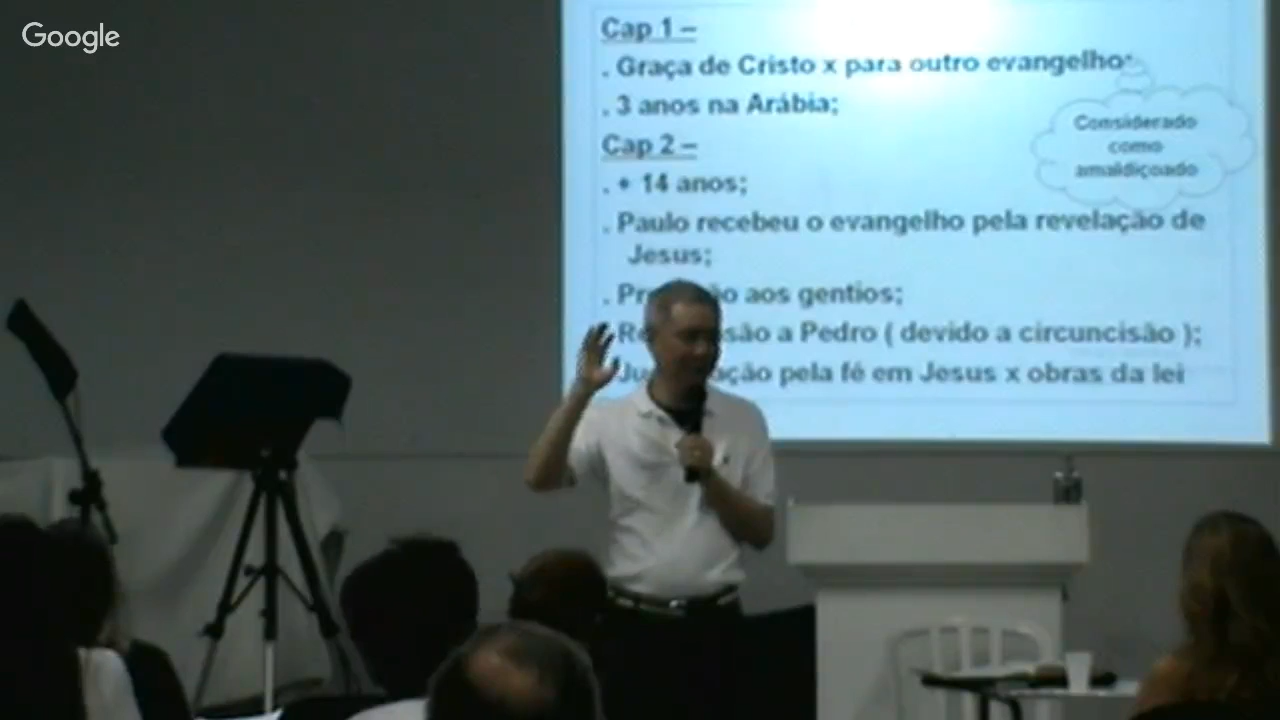 Google
Cap 1 –
. Graça de Cristo x para outro evangelho
. 3 anos na Arábia;
Considerado
como
amaldiçoado
Cap 2 –
. + 14 anos;
. Paulo recebeu o evangelho pela revelação de
Jesus;
. aos gentios;
a Pedro ( devido a circuncisão );
pela fé em Jesus x obras da lei